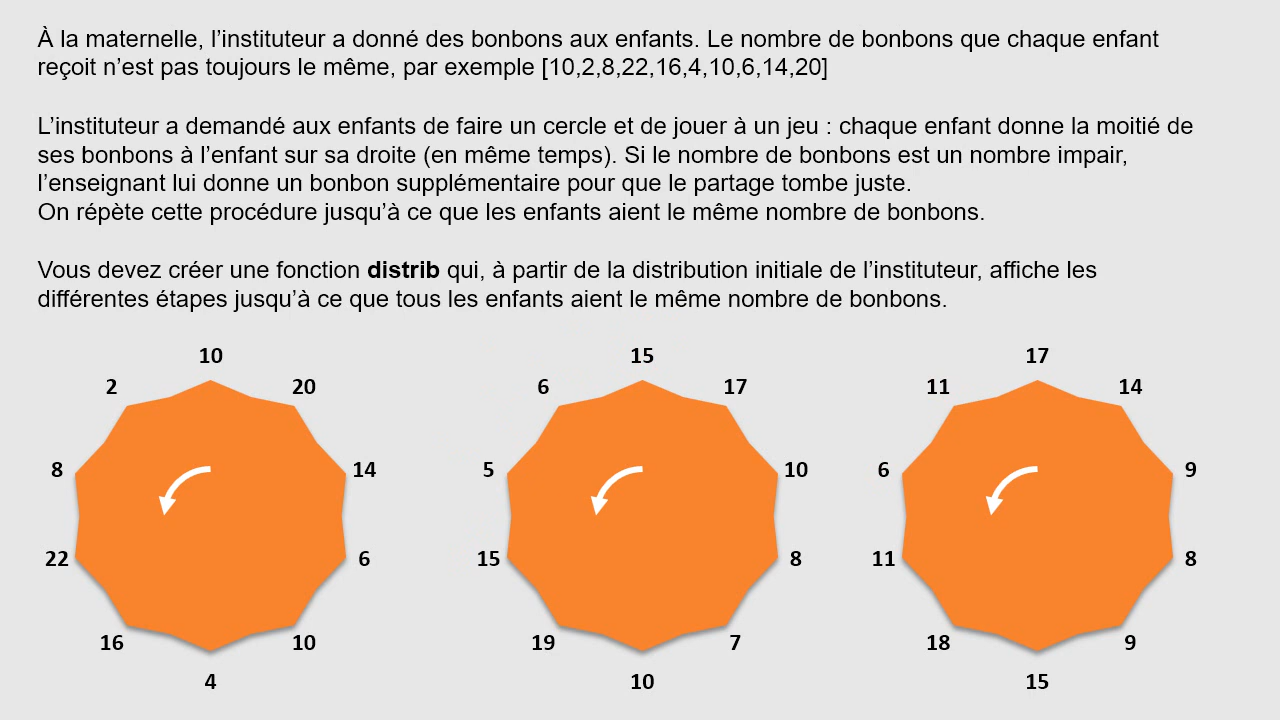 À la maternelle, l’instituteur a donné des bonbons aux enfants. Le nombre de bonbons que chaque enfant
reçoit n’est pas toujours le même, par exemple [10,2,8,22,16,4,10,6,14,20]
L’instituteur a demandé aux enfants de faire un cercle et de jouer à un jeu : chaque enfant donne la moitié de
ses bonbons à l’enfant sur sa droite (en même temps). Si le nombre de bonbons est un nombre impair,
l’enseignant lui donne un bonbon supplémentaire pour que le partage tombe juste.
On répète cette procédure jusqu’à ce que les enfants aient le même nombre de bonbons.
Vous devez créer une fonction distrib qui, à partir de la distribution initiale de l’instituteur, affiche les
différentes étapes jusqu’à ce que tous les enfants aient le même nombre de bonbons.
10
2 20
8 14
22 6
16 10
4
15
6 17
5 10
15 8
19 7
10
17
11 14
6 9
11 8
18 9
15